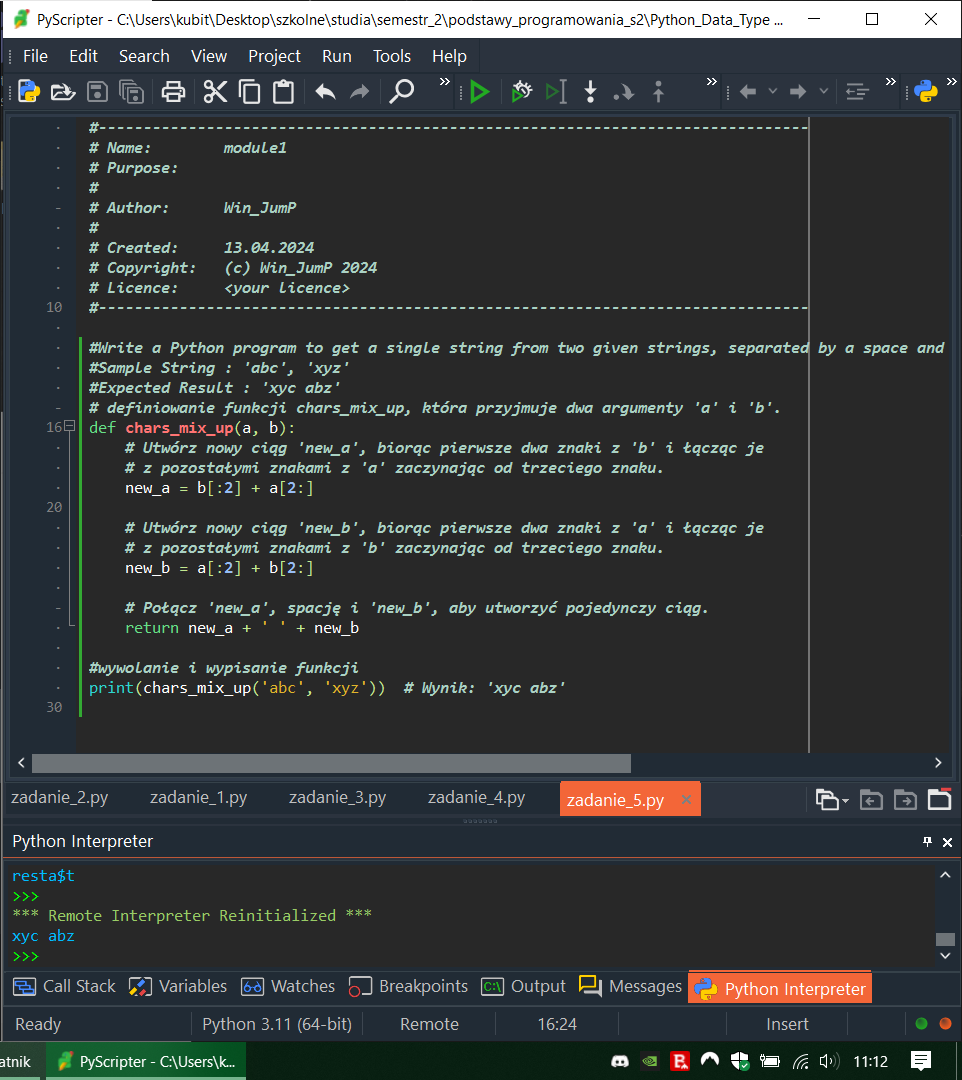 PyScripter - C:\Users\kubit\Desktop\szkolne\studia\semestr_2\podstawy_programowania_s2\Python_Data_Type ...
File Edit Search View Project Run Tools Help
#------------------------------------------------------------------------------
# Name:        module1
# Purpose:
#
# Author:      Win_JumP
#
# Created:     13.04.2024
# Copyright:   (c) Win_JumP 2024
# Licence:     <your licence>
10 #------------------------------------------------------------------------------
#Write a Python program to get a single string from two given strings, separated by a space and
#Sample String : 'abc', 'xyz'
#Expected Result : 'xyc abz'
# definiowanie funkcji chars_mix_up, która przyjmuje dwa argumenty 'a' i 'b'.
16 def chars_mix_up(a, b):
    # Utwórz nowy ciąg 'new_a', biorąc pierwsze dwa znaki z 'b' i łącząc je
    # z pozostałymi znakami z 'a' zaczynając od trzeciego znaku.
    new_a = b[:2] + a[2:]
20
    # Utwórz nowy ciąg 'new_b', biorąc pierwsze dwa znaki z 'a' i łącząc je
    # z pozostałymi znakami z 'b' zaczynając od trzeciego znaku.
    new_b = a[:2] + b[2:]
    # Połącz 'new_a', spację i 'new_b', aby utworzyć pojedynczy ciąg.
    return new_a + ' ' + new_b
#wywolanie i wypisanie funkcji
print(chars_mix_up('abc', 'xyz'))  # Wynik: 'xyc abz'
30
zadanie_2.py zadanie_1.py zadanie_3.py zadanie_4.py zadanie_5.py
Python Interpreter
resta$t
>>>
*** Remote Interpreter Reinitialized ***
xyc abz
>>>
Call Stack Variables Watches Breakpoints Output Messages Python Interpreter
Ready Python 3.11 (64-bit) Remote 16:24 Insert
atnik PyScripter - C:\Users\k... 11:12